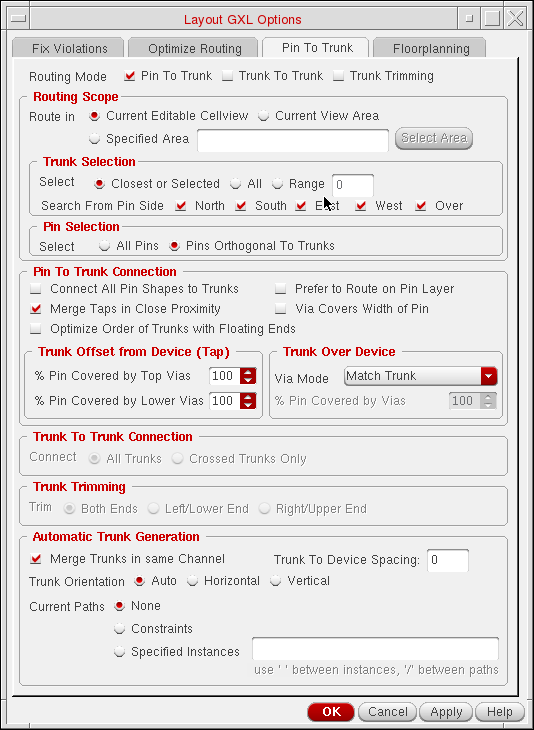 Layout GXL Options
Fix Violations Optimize Routing Pin To Trunk Floorplanning
Routing Mode Pin To Trunk Trunk To Trunk Trunk Trimming
Routing Scope
Route in Current Editable Cellview Current View Area
Specified Area Select Area
Trunk Selection
Select Closest or Selected All Range 0
Search From Pin Side North South East West Over
Pin Selection
Select All Pins Pins Orthogonal To Trunks
Pin To Trunk Connection
Connect All Pin Shapes to Trunks Prefer to Route on Pin Layer
Merge Taps in Close Proximity Via Covers Width of Pin
Optimize Order of Trunks with Floating Ends
Trunk Offset from Device (Tap) Trunk Over Device
% Pin Covered by Top Vias 100 Via Mode Match Trunk
% Pin Covered by Lower Vias 100 % Pin Covered by Vias 100
Trunk To Trunk Connection
Connect All Trunks Crossed Trunks Only
Trunk Trimming
Trim Both Ends Left/Lower End Right/Upper End
Automatic Trunk Generation
Merge Trunks in same Channel Trunk To Device Spacing: 0
Trunk Orientation Auto Horizontal Vertical
Current Paths None
Constraints
Specified Instances
use ' ' between instances, '/' between paths
OK Cancel Apply Help